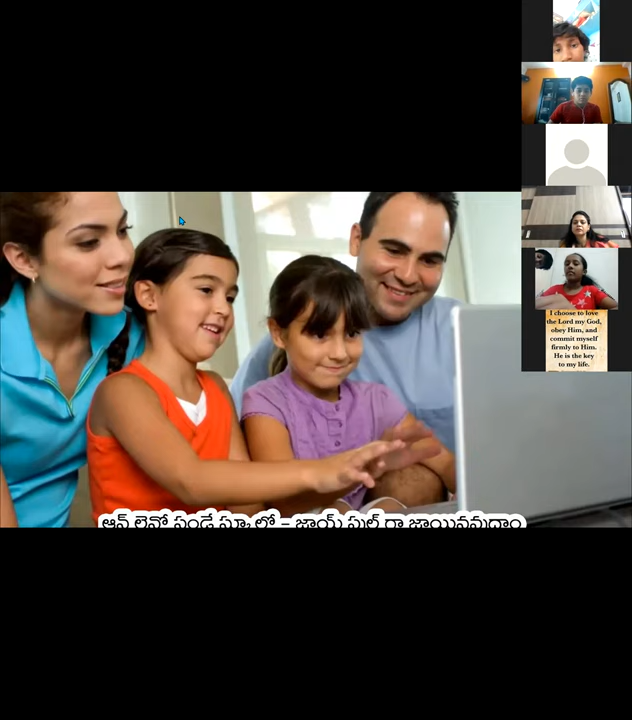 ఆన్ లైనో సండే స్కూ లో – జాయ్ ఫుల్ గా జాయినవుదాం
I choose to love
the Lord my God,
obey Him, and
commit myself
firmly to Him.
He is the key
to my life.